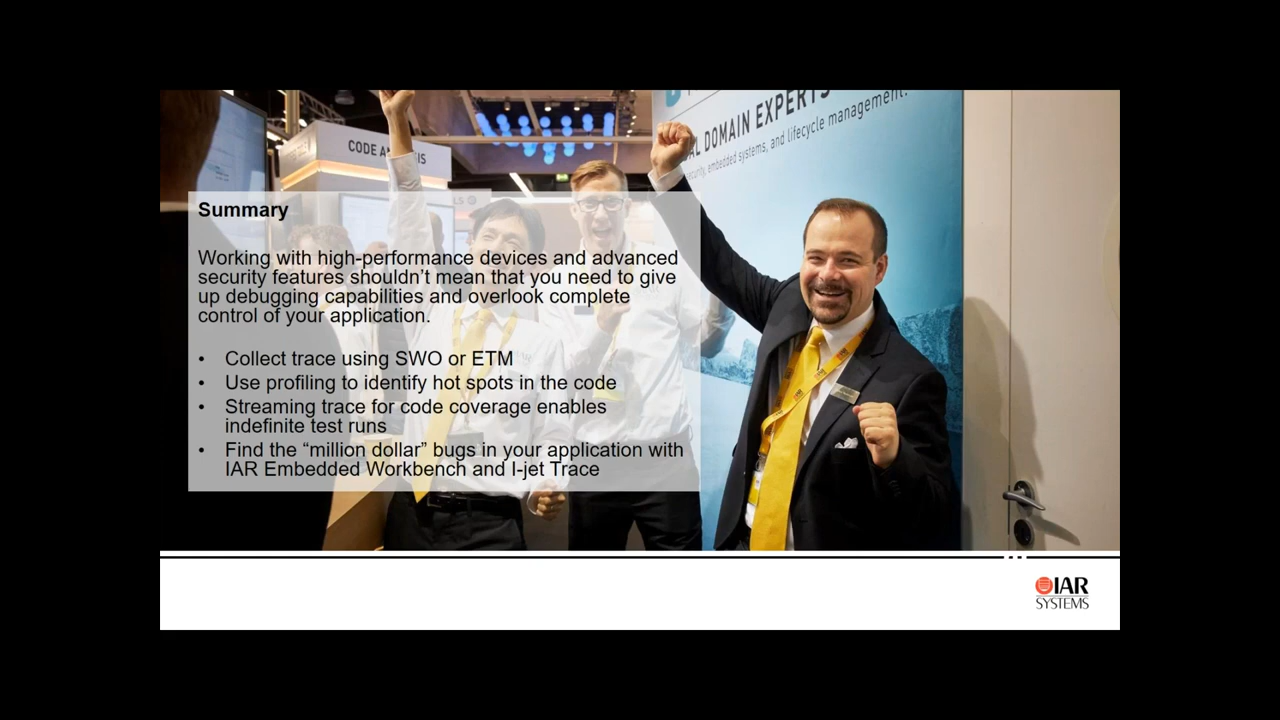 CODE ANALYSIS
DOMAIN EXPERTS
security, embedded systems, and lifecycle management.
Summary
Working with high-performance devices and advanced
security features shouldn’t mean that you need to give
up debugging capabilities and overlook complete
control of your application.
• Collect trace using SWO or ETM
• Use profiling to identify hot spots in the code
• Streaming trace for code coverage enables
indefinite test runs
• Find the “million dollar” bugs in your application with
IAR Embedded Workbench and I-jet Trace
IAR
SYSTEMS